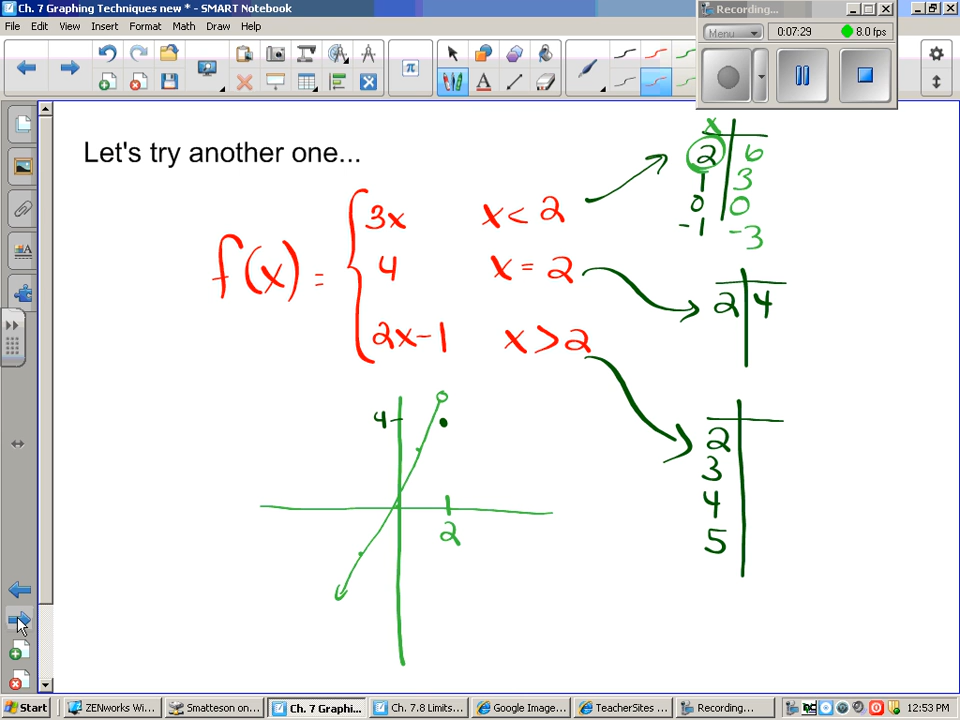 Ch. 7 Graphing Techniques new * - SMART Notebook
Recording...
File Edit View Insert Format Math Draw Help
Menu 0:07:29 8.0 fps
π
A
Let's try another one...
f(x) = { 3x x < 2
4 x = 2
2x-1 x > 2
x
2 6
1 3
0 0
-1 -3
2 4
2
3
4
5
4
2
Start ZENworks Wi... Smatteson on... Ch. 7 Graphi... Ch. 7.8 Limits... Google Image... TeacherSites ... Recording... 12:53 PM